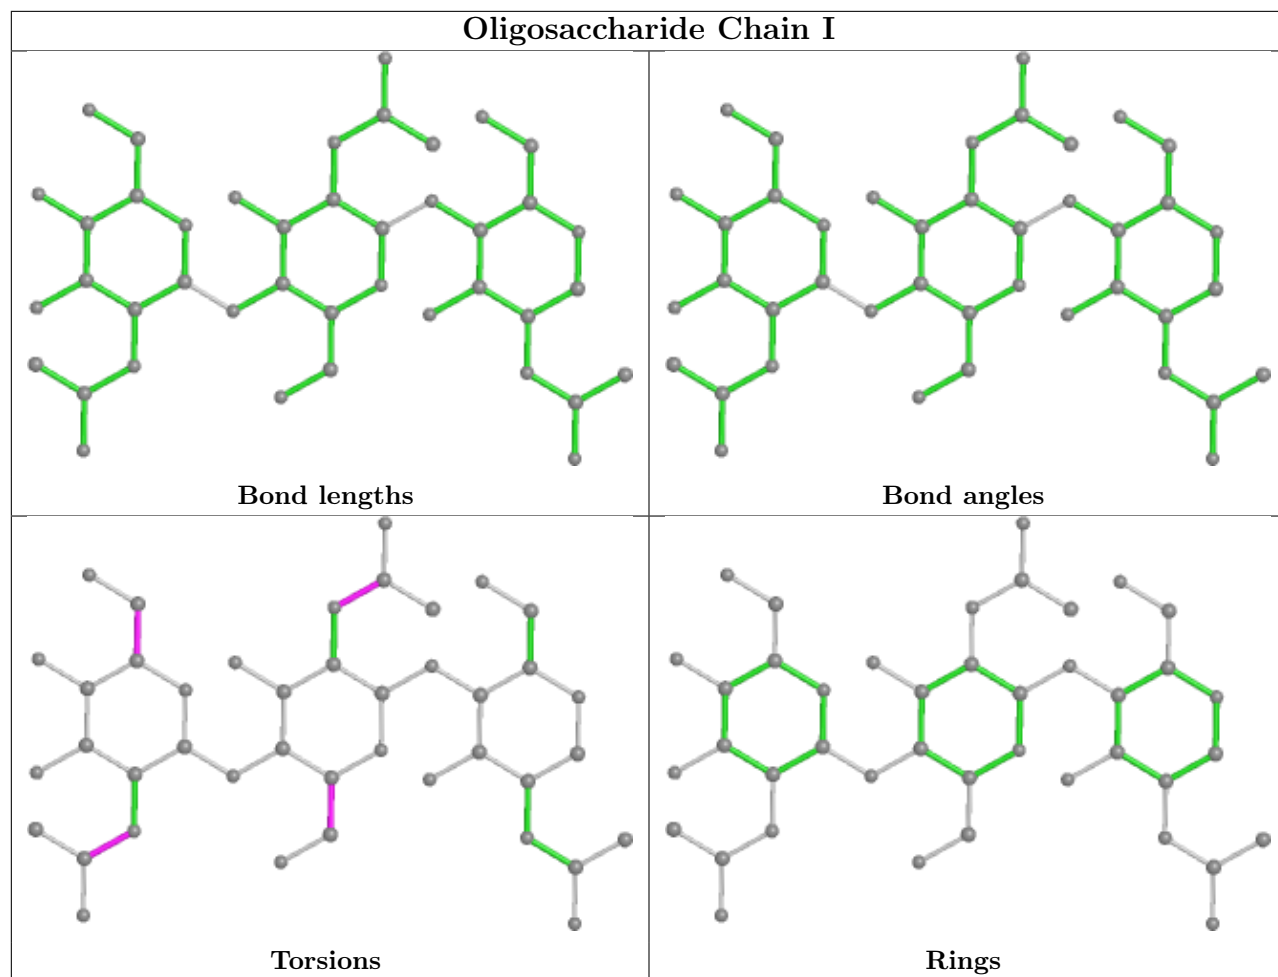 Oligosaccharide Chain I
Bond lengths
Bond angles
Torsions
Rings